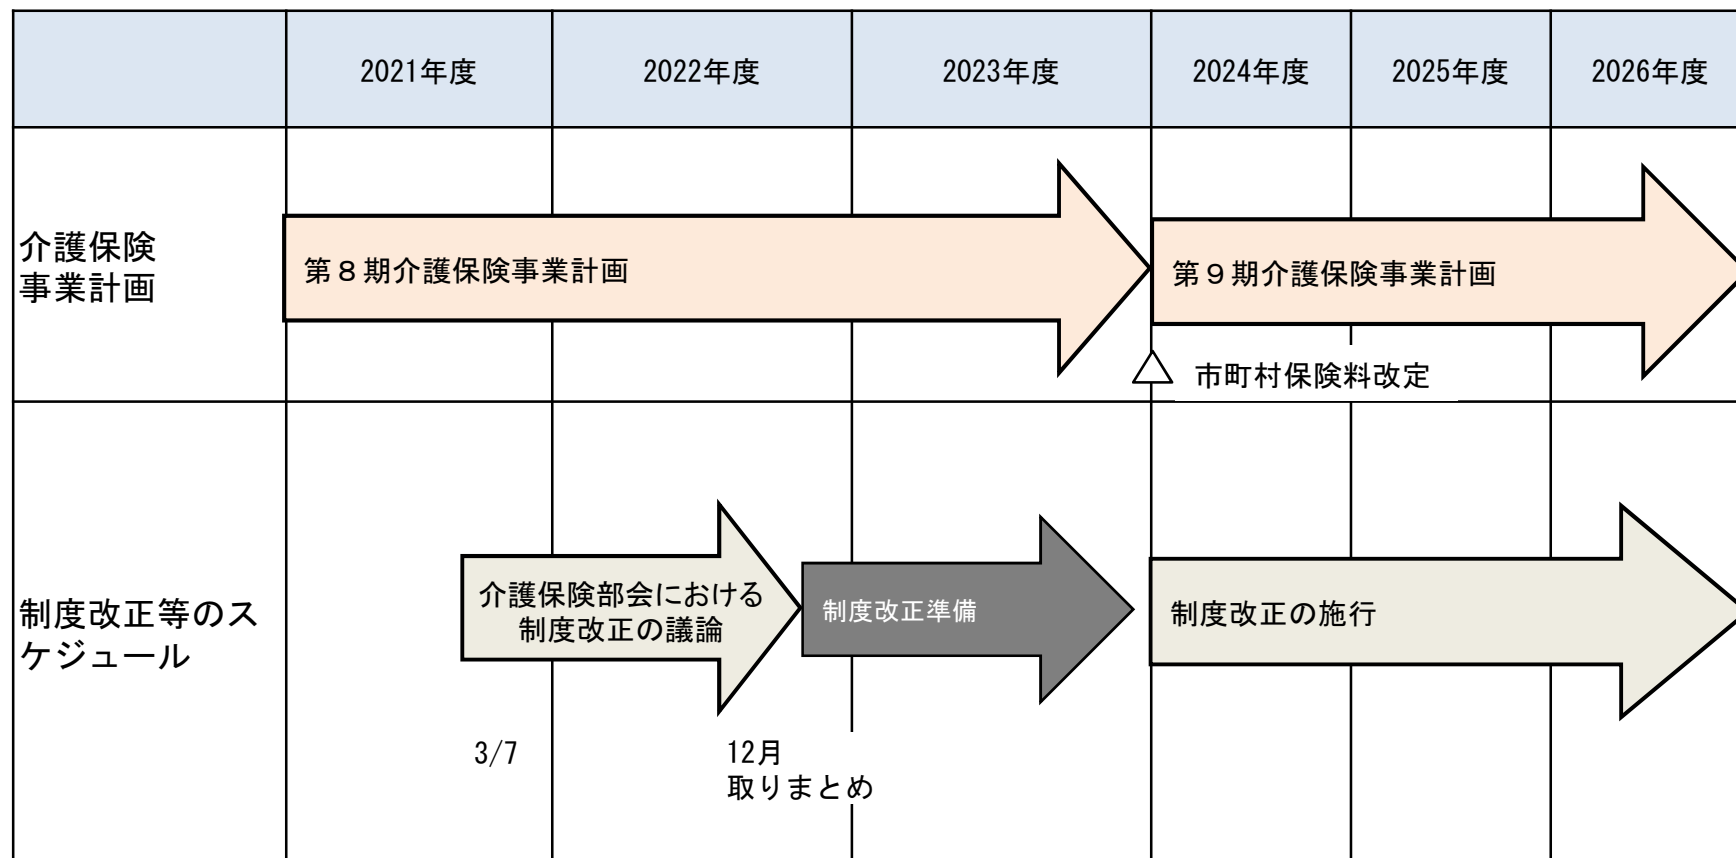 2021年度
2022年度
2023年度
2024年度
2025年度
2026年度
介護保険
事業計画
第８期介護保険事業計画
第９期介護保険事業計画
市町村保険料改定
制度改正等のス
ケジュール
介護保険部会における
制度改正の議論
制度改正準備
制度改正の施行
3/7
12月
取りまとめ